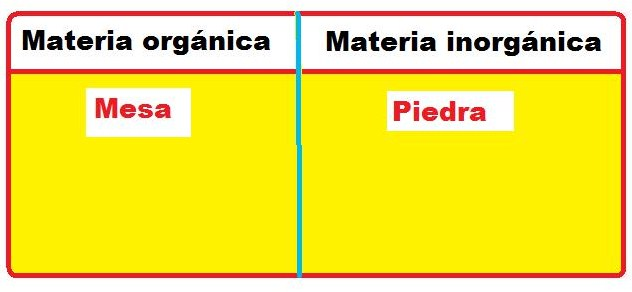 Materia orgánica
Materia inorgánica
Mesa
Piedra